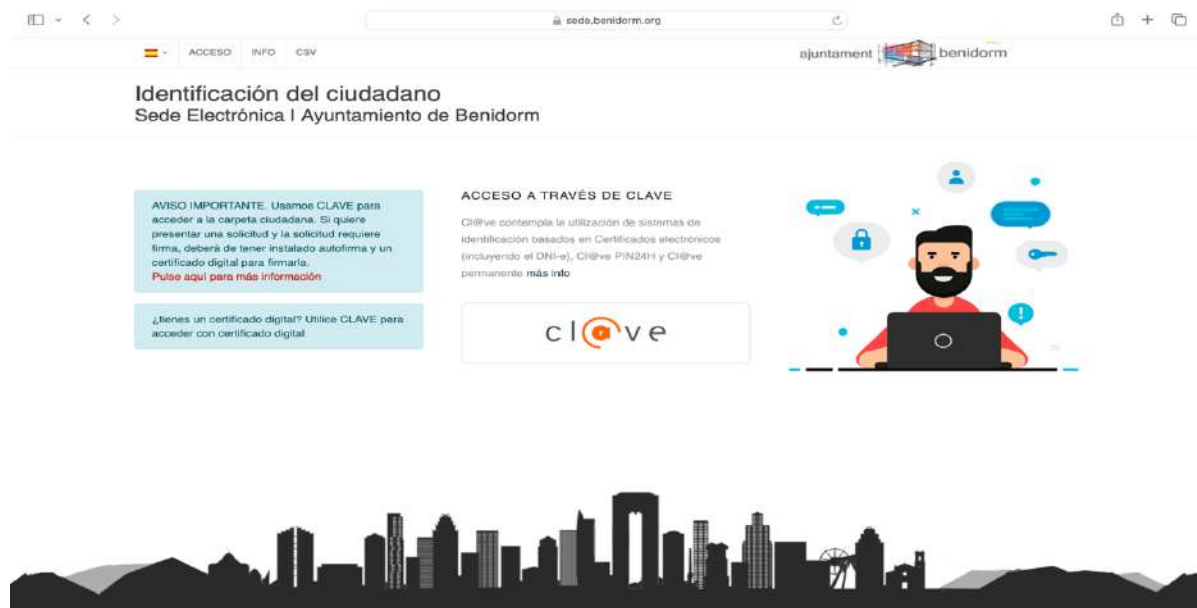 sede.benidorm.org
ACCESO INFO CSV
ajuntament benidorm
Identificación del ciudadano
Sede Electrónica | Ayuntamiento de Benidorm
AVISO IMPORTANTE. Usamos CLAVE para
acceder a la carpeta ciudadana. Si quiere
presentar una solicitud y la solicitud requiere
firma, deberá de tener instalado autofirma y un
certificado digital para firmarla.
Pulse aquí para más información
¿tienes un certificado digital? Utilice CLAVE para
acceder con certificado digital
ACCESO A TRAVÉS DE CLAVE
Cl@ve contempla la utilización de sistemas de
identificación basados en Certificados electrónicos
(incluyendo el DNI-e), Cl@ve PIN24H y Cl@ve
permanente más info
cl@ve